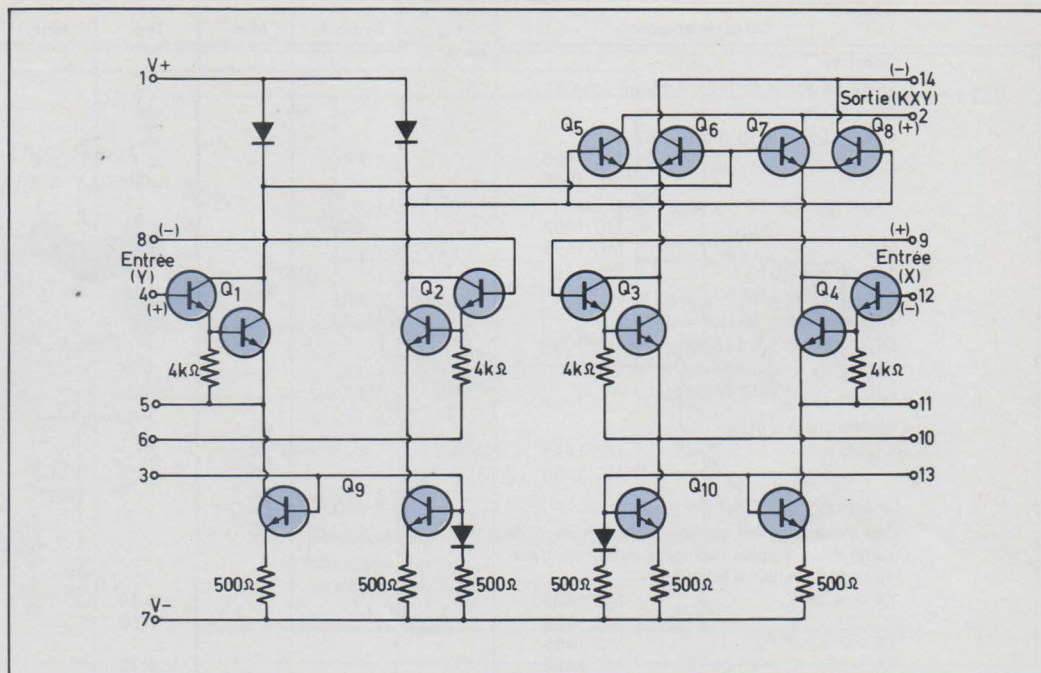 1 V+
(-) 14
Sortie (KXY)
2
Q5
Q6
Q7
Q8 (+)
8 (-)
(+) 9
Entrée
(Y)
4
(+)
Q1
Q2
Q3
Q4
Entrée
(X)
12
(-)
4kΩ
4kΩ
4kΩ
4kΩ
5
11
6
10
3
13
Q9
Q10
500Ω
500Ω
500Ω
500Ω
500Ω
7 V-